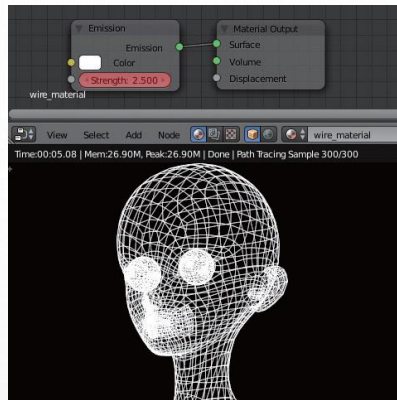 Emission
Emission
Color
Strength: 2.500
wire_material
Material Output
Surface
Volume
Displacement
View Select Add Node wire_material
Time:00:05.08 | Mem:26.90M, Peak:26.90M | Done | Path Tracing Sample 300/300